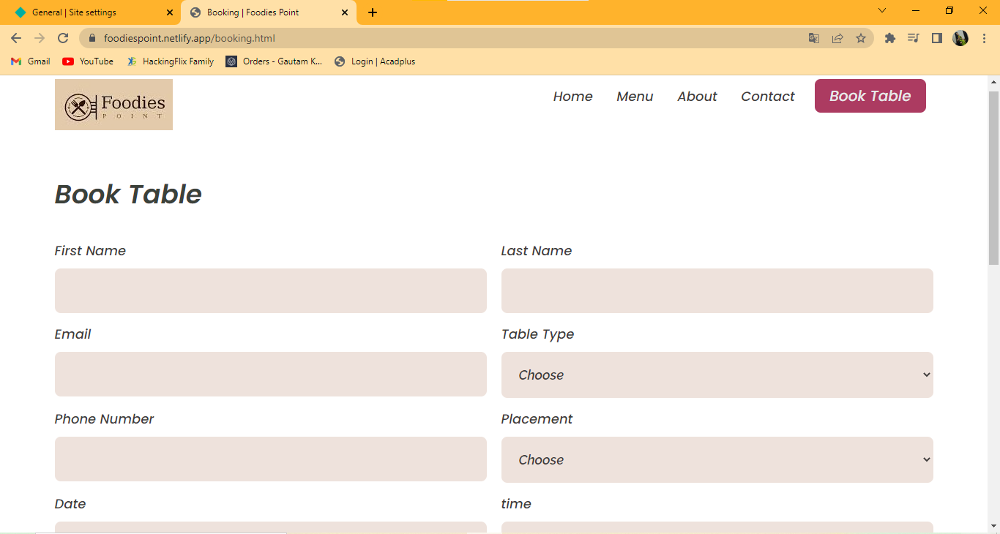 General | Site settings
Booking | Foodies Point
foodiespoint.netlify.app/booking.html
Gmail
YouTube
HackingFlix Family
Orders - Gautam K...
Login | Acadplus
Foodies
POINT
Home
Menu
About
Contact
Book Table
Book Table
First Name
Last Name
Email
Table Type
Choose
Phone Number
Placement
Choose
Date
time